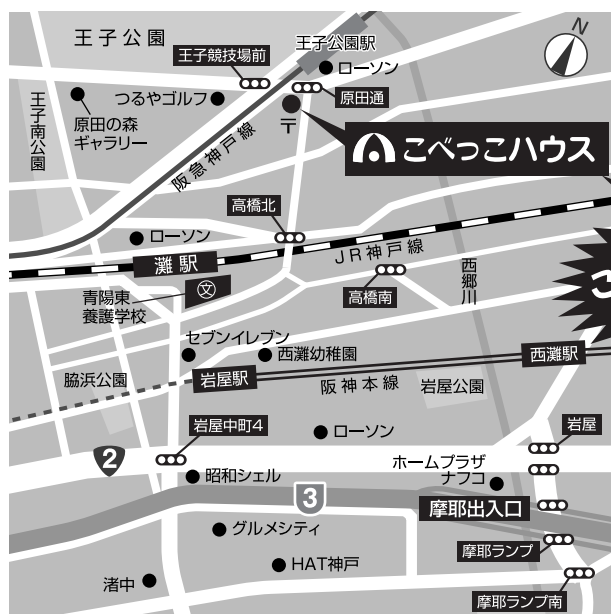 王子公園
王子公園駅
N
王子競技場前
ローソン
つるやゴルフ
原田通
原田の森
ギャラリー
王子南公園
〒
こべっこハウス
阪急神戸線
高橋北
ローソン
JR神戸線
灘駅
西郷川
高橋南
文
青陽東
養護学校
こ
セブンイレブン
西灘幼稚園
西灘駅
脇浜公園
岩屋駅
阪神本線
岩屋公園
岩屋中町4
ローソン
岩屋
2
昭和シェル
ホームプラザ
ナフコ
3
摩耶出入口
グルメシティ
摩耶ランプ
HAT神戸
渚中
摩耶ランプ南